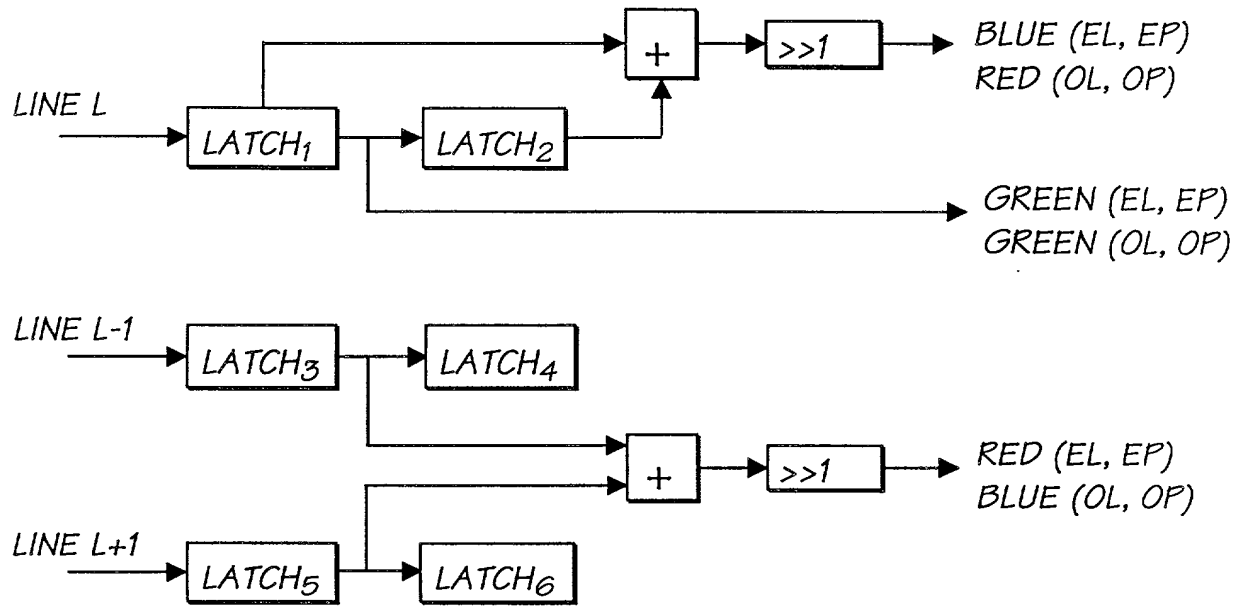 BLUE (EL, EP)
RED (OL, OP)
+
>>1
LINE L
LATCH1
LATCH2
GREEN (EL, EP)
GREEN (OL, OP)
LINE L-1
LATCH3
LATCH4
+
>>1
RED (EL, EP)
BLUE (OL, OP)
LINE L+1
LATCH5
LATCH6